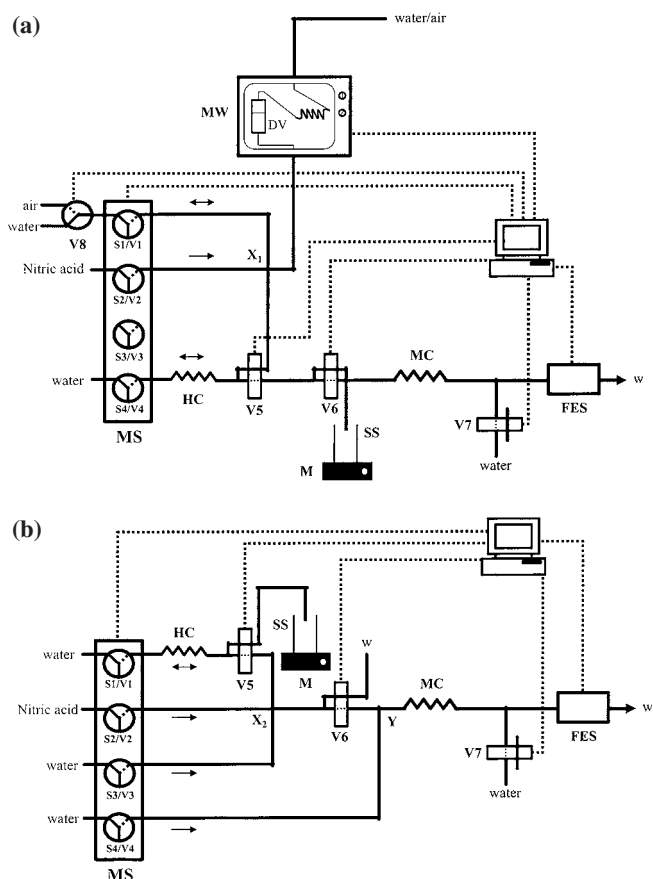 (a)
water/air
MW
DV
air
water
V8
S1/V1
Nitric acid
S2/V2
X1
S3/V3
water
S4/V4
HC
MS
V5
V6
MC
SS
M
V7
water
FES
w
(b)
HC
SS
water
S1/V1
V5
M
w
Nitric acid
S2/V2
X2
V6
MC
Y
FES
w
water
S3/V3
V7
water
water
S4/V4
MS